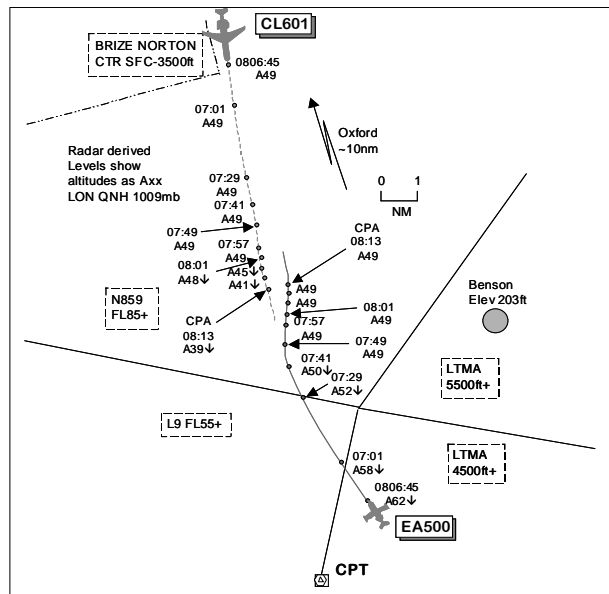 CL601
BRIZE NORTON
CTR SFC-3500ft
0806:45
A49
07:01
A49
Oxford
~10nm
Radar derived
Levels show
altitudes as Axx
LON QNH 1009mb
0 1
NM
07:29
A49
07:41
A49
07:49
A49
CPA
08:13
A49
07:57
A49
A45↓
A41↓
08:01
A48↓
A49
A49
08:01
A49
07:57
A49
Benson
Elev 203ft
N859
FL85+
CPA
08:13
A39↓
07:49
A49
07:41
A50↓
07:29
A52↓
LTMA
5500ft+
L9 FL55+
LTMA
4500ft+
07:01
A58↓
0806:45
A62↓
EA500
CPT